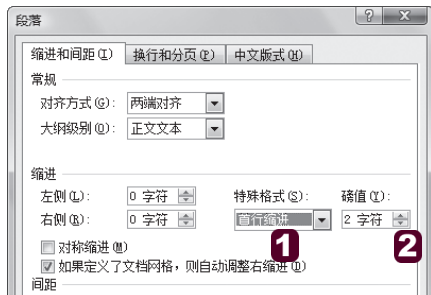 段落
缩进和间距(I) 换行和分页(P) 中文版式(H)
常规
对齐方式(G): 两端对齐
大纲级别(O): 正文文本
缩进
左侧(L): 0 字符 特殊格式(S): 磅值(Y):
右侧(R): 0 字符 首行缩进 2 字符
1 2
对称缩进(M)
如果定义了文档网格，则自动调整右缩进(D)
间距